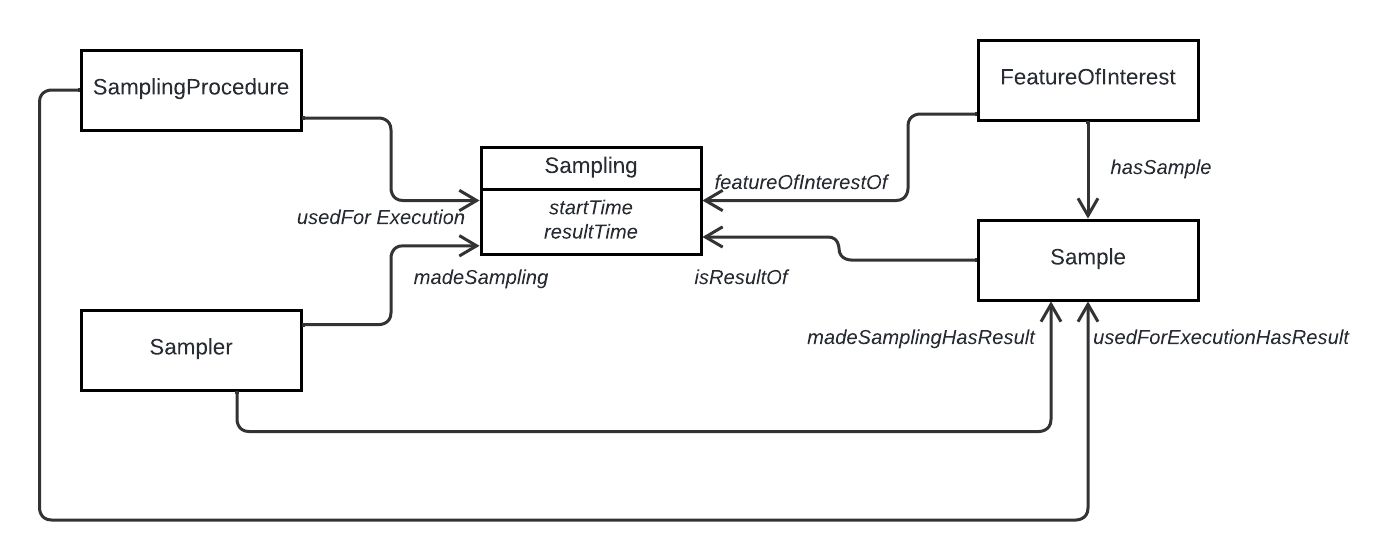 SamplingProcedure
FeatureOfInterest
Sampling
hasSample
featureOfInterestOf
startTime
usedFor Execution
resultTime
Sample
madeSampling
isResultOf
madeSamplingHasResult
usedForExecutionHasResult
Sampler